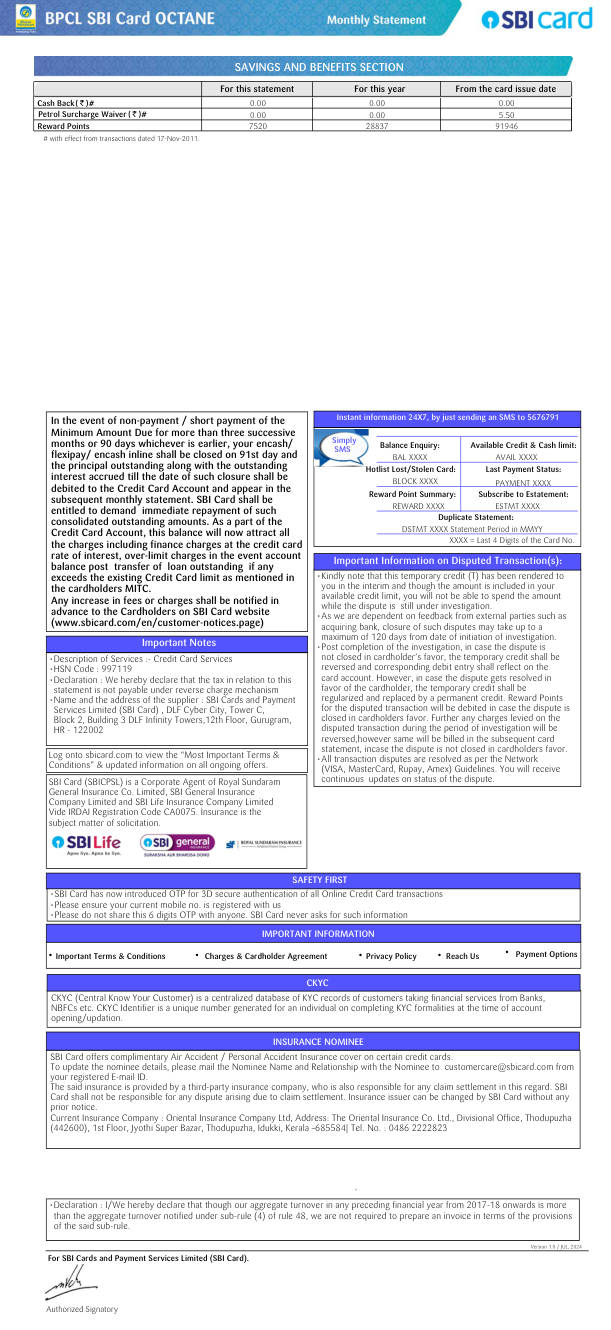 BPCL SBI Card OCTANE
Monthly Statement
SBI card
SAVINGS AND BENEFITS SECTION
For this statement For this year From the card issue date
Cash Back(₹)# 0.00 0.00 0.00
Petrol Surcharge Waiver (₹)# 0.00 0.00 5.50
Reward Points 7520 28837 91946
# with effect from transactions dated 17-Nov-2011.
In the event of non-payment / short payment of the
Minimum Amount Due for more than three successive
months or 90 days whichever is earlier, your encash/
flexipay/ encash inline shall be closed on 91st day and
the principal outstanding along with the outstanding
interest accrued till the date of such closure shall be
debited to the Credit Card Account and appear in the
subsequent monthly statement. SBI Card shall be
entitled to demand immediate repayment of such
consolidated outstanding amounts. As a part of the
Credit Card Account, this balance will now attract all
the charges including finance charges at the credit card
rate of interest, over-limit charges in the event account
balance post transfer of loan outstanding if any
exceeds the existing Credit Card limit as mentioned in
the cardholders MITC.
Any increase in fees or charges shall be notified in
advance to the Cardholders on SBI Card website
(www.sbicard.com/en/customer-notices.page)
Important Notes
·Description of Services :- Credit Card Services
·HSN Code : 997119
·Declaration : We hereby declare that the tax in relation to this
statement is not payable under reverse charge mechanism
·Name and the address of the supplier : SBI Cards and Payment
Services Limited (SBI Card) , DLF Cyber City, Tower C,
Block 2, Building 3 DLF Infinity Towers,12th Floor, Gurugram,
HR - 122002
Log onto sbicard.com to view the "Most Important Terms &
Conditions" & updated information on all ongoing offers.
SBI Card (SBICPSL) is a Corporate Agent of Royal Sundaram
General Insurance Co. Limited, SBI General Insurance
Company Limited and SBI Life Insurance Company Limited
Vide IRDAI Registration Code CA0075. Insurance is the
subject matter of solicitation.
SBI Life
Apne liye. Apno ke liye.
SBI general
INSURANCE
SURAKSHA AUR BHAROSA DONO
ROYAL SUNDARAM INSURANCE
Instant information 24X7, by just sending an SMS to 5676791
Simply
SMS
Balance Enquiry: Available Credit & Cash limit:
BAL XXXX AVAIL XXXX
Hotlist Lost/Stolen Card: Last Payment Status:
BLOCK XXXX PAYMENT XXXX
Reward Point Summary: Subscribe to Estatement:
REWARD XXXX ESTMT XXXX
Duplicate Statement:
DSTMT XXXX Statement Period in MMYY
XXXX = Last 4 Digits of the Card No.
Important Information on Disputed Transaction(s):
·Kindly note that this temporary credit (T) has been rendered to
you in the interim and though the amount is included in your
available credit limit, you will not be able to spend the amount
while the dispute is still under investigation.
·As we are dependent on feedback from external parties such as
acquiring bank, closure of such disputes may take up to a
maximum of 120 days from date of initiation of investigation.
·Post completion of the investigation, in case the dispute is
not closed in cardholder's favor, the temporary credit shall be
reversed and corresponding debit entry shall reflect on the
card account. However, in case the dispute gets resolved in
favor of the cardholder, the temporary credit shall be
regularized and replaced by a permanent credit. Reward Points
for the disputed transaction will be debited in case the dispute is
closed in cardholders favor. Further any charges levied on the
disputed transaction during the period of investigation will be
reversed,however same will be billed in the subsequent card
statement, incase the dispute is not closed in cardholders favor.
·All transaction disputes are resolved as per the Network
(VISA, MasterCard, Rupay, Amex) Guidelines. You will receive
continuous updates on status of the dispute.
SAFETY FIRST
·SBI Card has now introduced OTP for 3D secure authentication of all Online Credit Card transactions
·Please ensure your current mobile no. is registered with us
·Please do not share this 6 digits OTP with anyone. SBI Card never asks for such information
IMPORTANT INFORMATION
• Important Terms & Conditions • Charges & Cardholder Agreement • Privacy Policy • Reach Us • Payment Options
CKYC
CKYC (Central Know Your Customer) is a centralized database of KYC records of customers taking financial services from Banks,
NBFCs etc. CKYC Identifier is a unique number generated for an individual on completing KYC formalities at the time of account
opening/updation.
INSURANCE NOMINEE
SBI Card offers complimentary Air Accident / Personal Accident Insurance cover on certain credit cards.
To update the nominee details, please mail the Nominee Name and Relationship with the Nominee to customercare@sbicard.com from
your registered E-mail ID.
The said insurance is provided by a third-party insurance company, who is also responsible for any claim settlement in this regard. SBI
Card shall not be responsible for any dispute arising due to claim settlement. Insurance issuer can be changed by SBI Card without any
prior notice.
Current Insurance Company : Oriental Insurance Company Ltd, Address: The Oriental Insurance Co. Ltd., Divisional Office, Thodupuzha
(442600), 1st Floor, Jyothi Super Bazar, Thodupuzha, Idukki, Kerala –685584| Tel. No. : 0486 2222823
·Declaration : I/We hereby declare that though our aggregate turnover in any preceding financial year from 2017-18 onwards is more
than the aggregate turnover notified under sub-rule (4) of rule 48, we are not required to prepare an invoice in terms of the provisions
of the said sub-rule.
Version 7.0 / JUL, 2024
For SBI Cards and Payment Services Limited (SBI Card).
Authorized Signatory